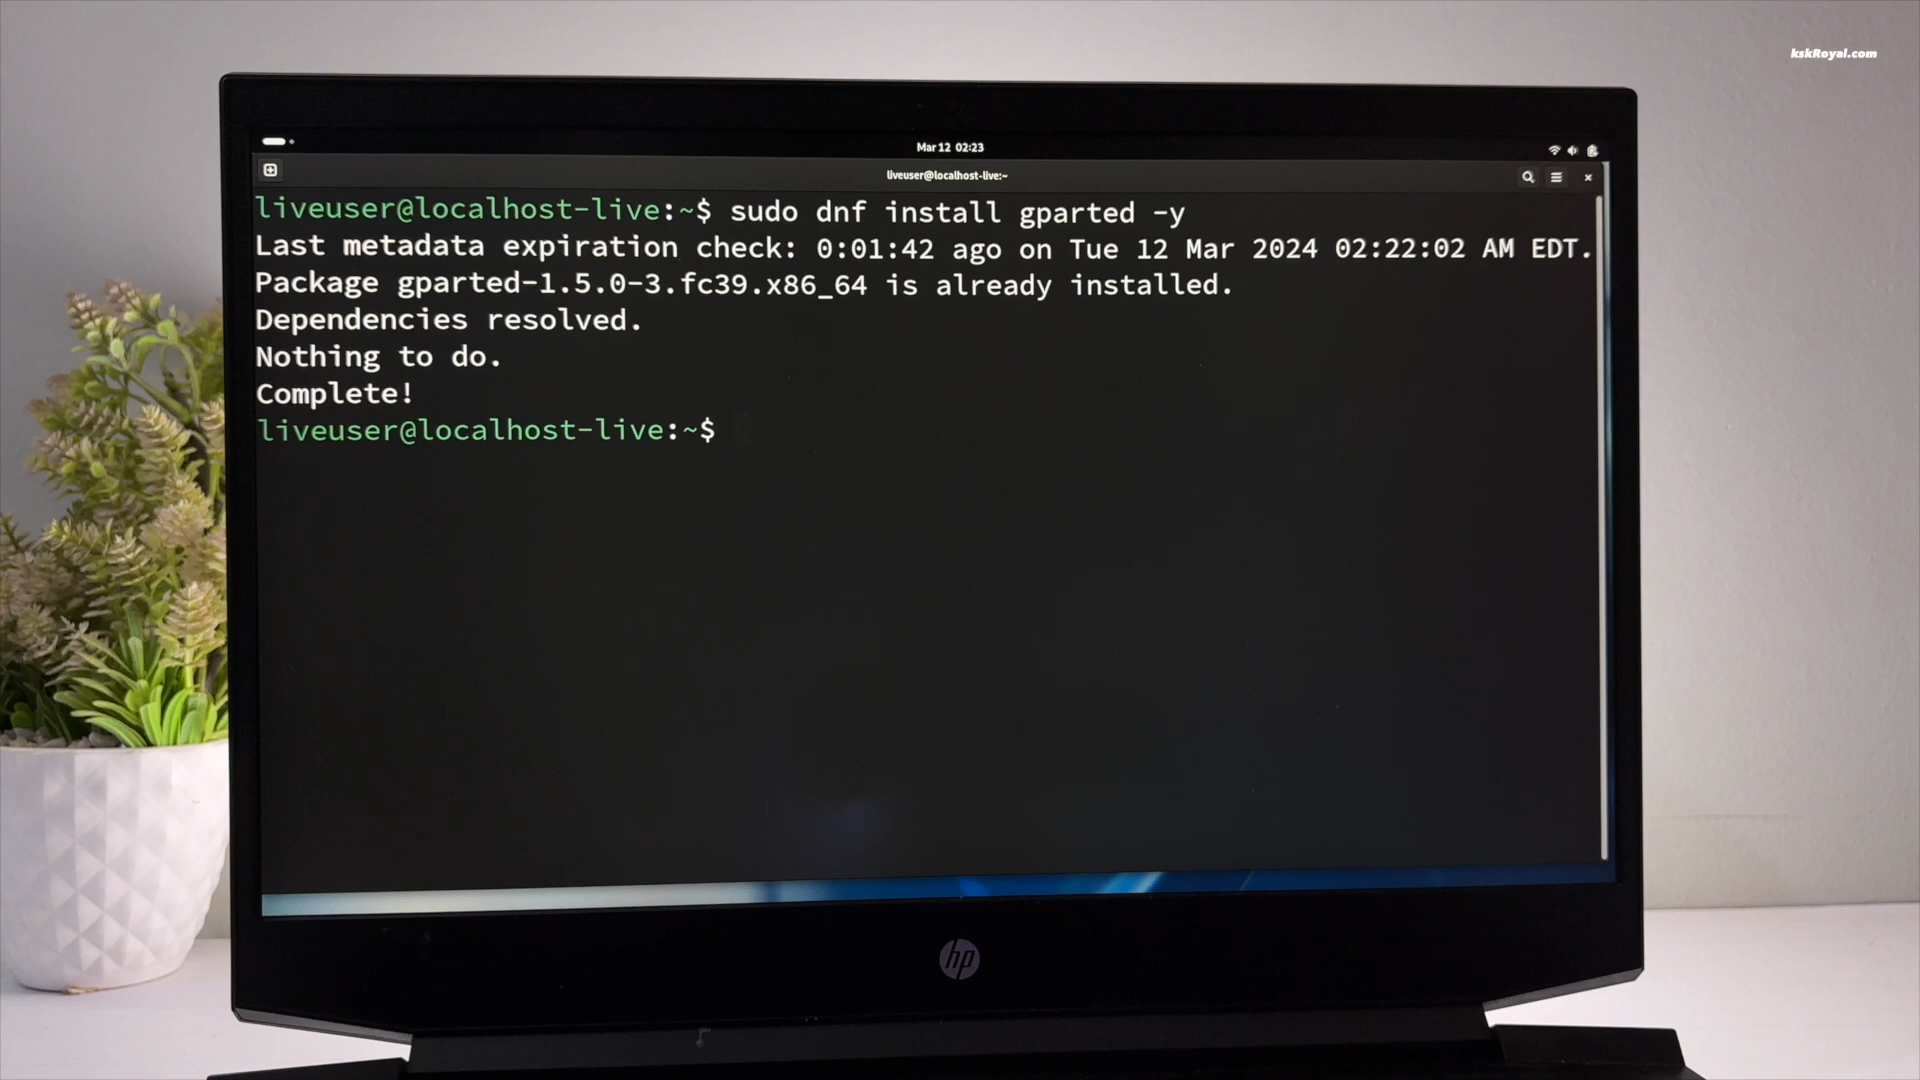 kskRoyal.com
Mar 12 02:23
liveuser@localhost-live:~
liveuser@localhost-live:~$ sudo dnf install gparted -y
Last metadata expiration check: 0:01:42 ago on Tue 12 Mar 2024 02:22:02 AM EDT.
Package gparted-1.5.0-3.fc39.x86_64 is already installed.
Dependencies resolved.
Nothing to do.
Complete!
liveuser@localhost-live:~$
hp